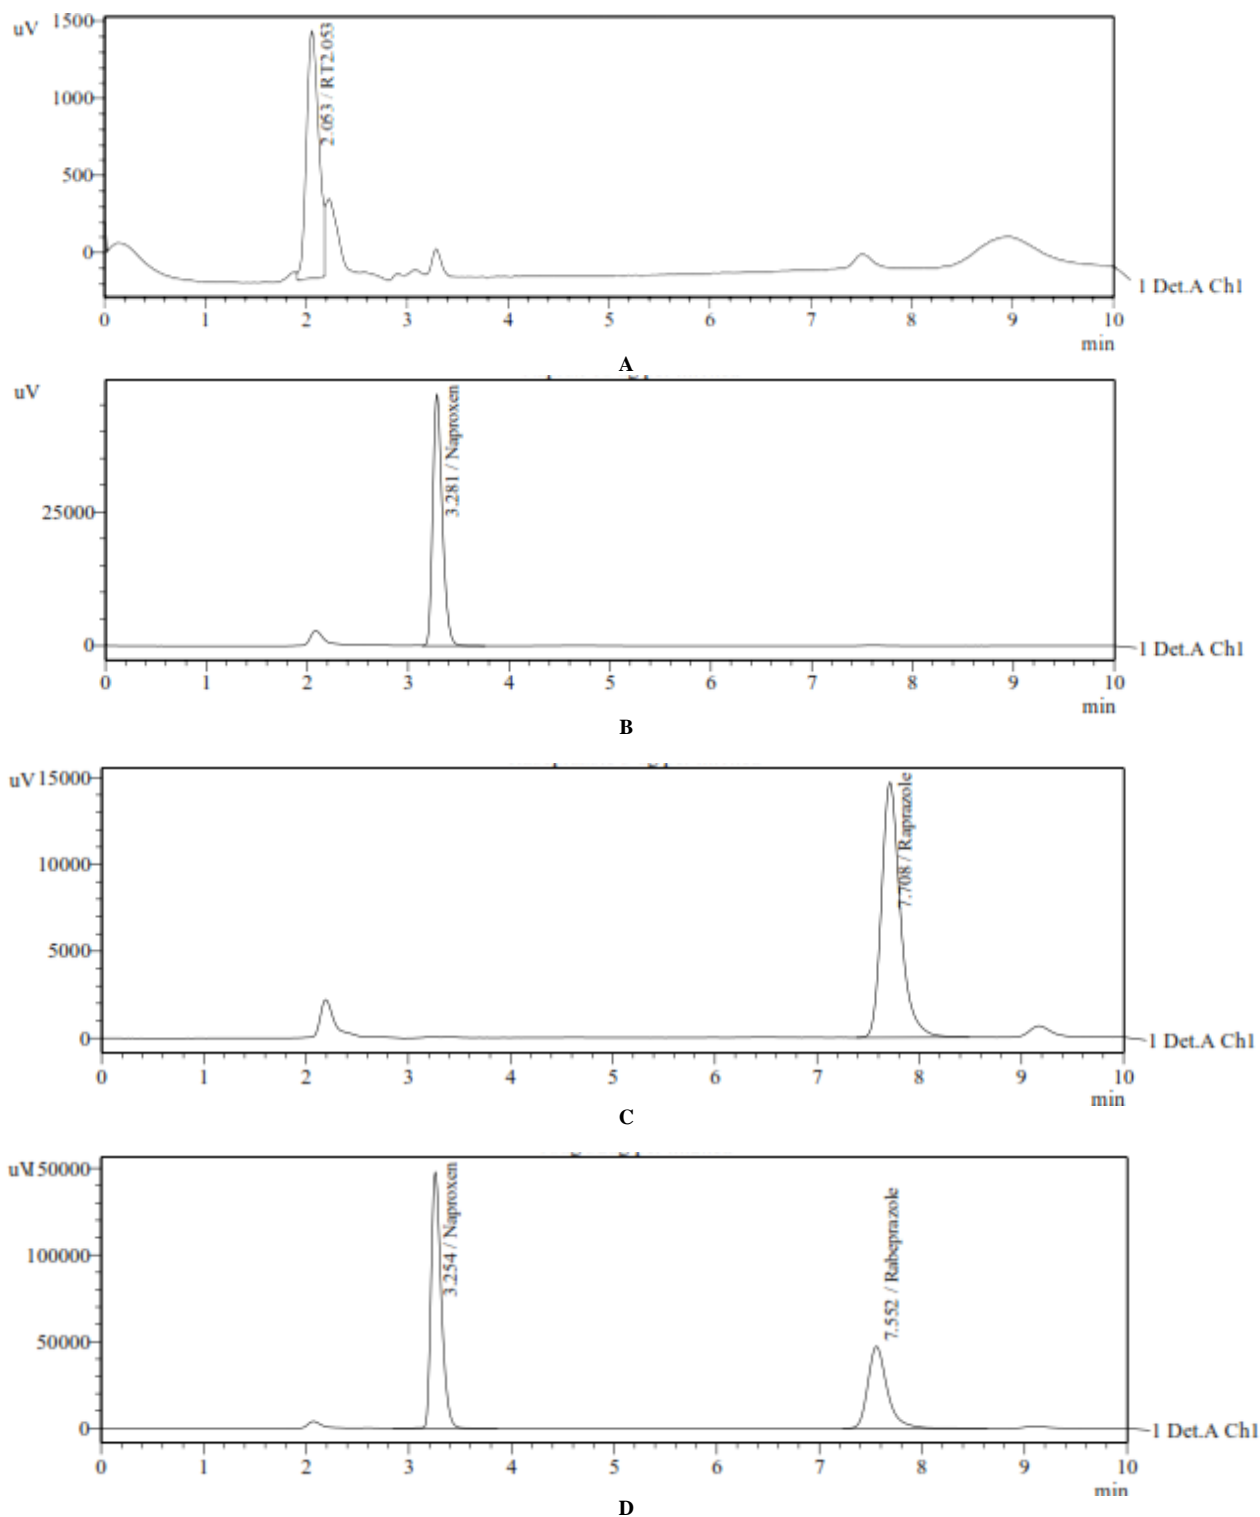 uV
1500
1000
500
0
2.053 / RT2.053
0 1 2 3 4 5 6 7 8 9 10
min
1 Det.A Ch1
A
uV
25000
0
3.281 / Naproxen
0 1 2 3 4 5 6 7 8 9 10
min
1 Det.A Ch1
B
uV
15000
10000
5000
0
7.708 / Raprazole
0 1 2 3 4 5 6 7 8 9 10
min
1 Det.A Ch1
C
uV
150000
100000
50000
0
3.254 / Naproxen
7.552 / Rabeprazole
0 1 2 3 4 5 6 7 8 9 10
min
1 Det.A Ch1
D